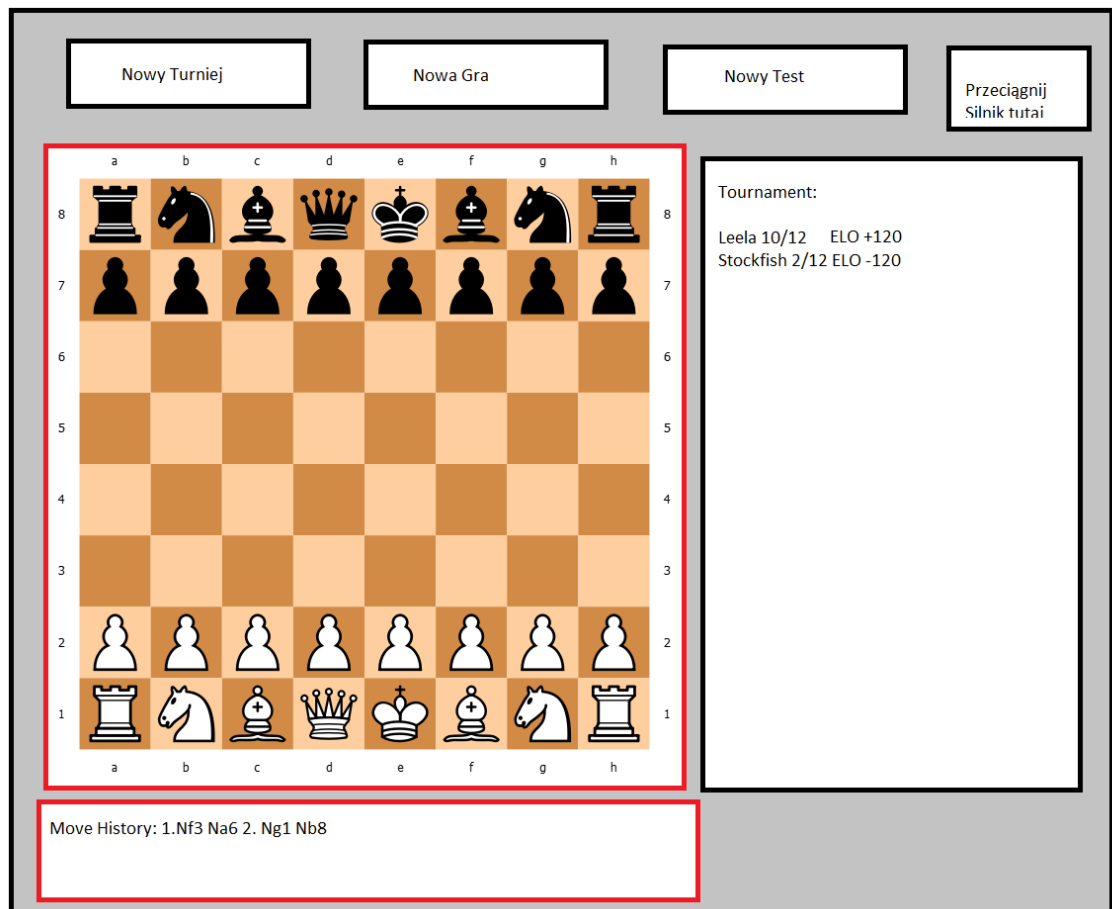 Nowy Turniej
Nowa Gra
Nowy Test
Przeciągnij
Silnik tutaj
a b c d e f g h
8 8
7 7
6 6
5 5
4 4
3 3
2 2
1 1
a b c d e f g h
Tournament:
Leela 10/12 ELO +120
Stockfish 2/12 ELO -120
Move History: 1.Nf3 Na6 2. Ng1 Nb8